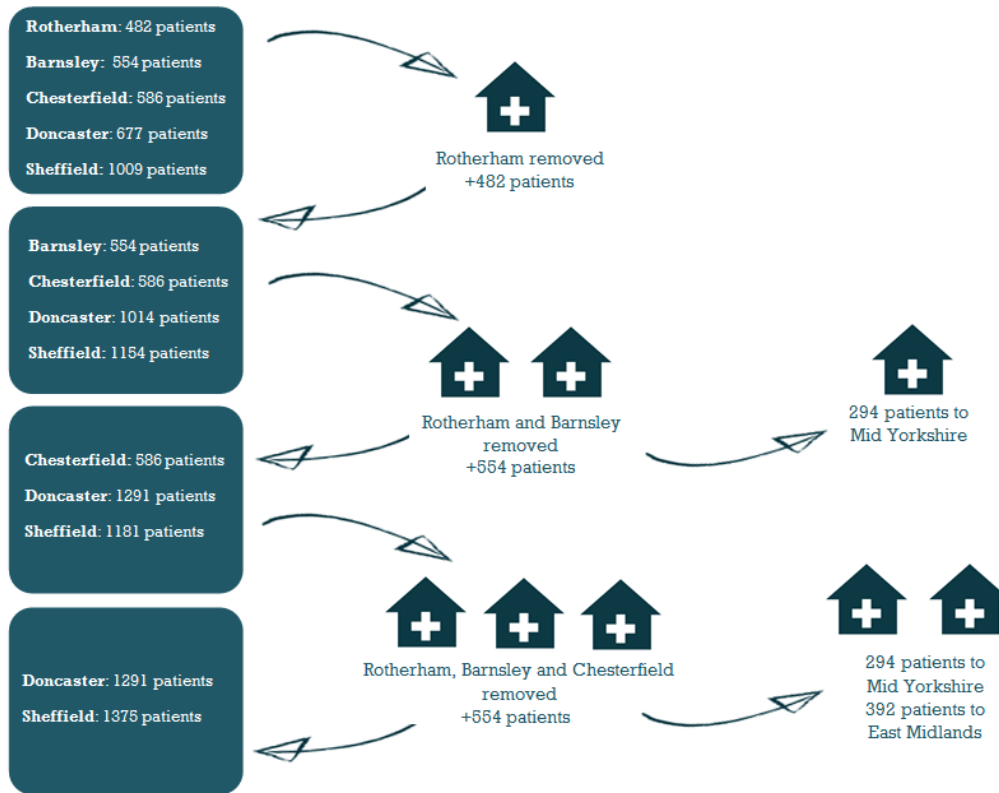 Rotherham: 482 patients
Barnsley: 554 patients
Chesterfield: 586 patients
Doncaster: 677 patients
Sheffield: 1009 patients
Rotherham removed
+482 patients
Barnsley: 554 patients
Chesterfield: 586 patients
Doncaster: 1014 patients
Sheffield: 1154 patients
Rotherham and Barnsley
removed
+554 patients
294 patients to
Mid Yorkshire
Chesterfield: 586 patients
Doncaster: 1291 patients
Sheffield: 1181 patients
Rotherham, Barnsley and Chesterfield
removed
+554 patients
294 patients to
Mid Yorkshire
392 patients to
East Midlands
Doncaster: 1291 patients
Sheffield: 1375 patients